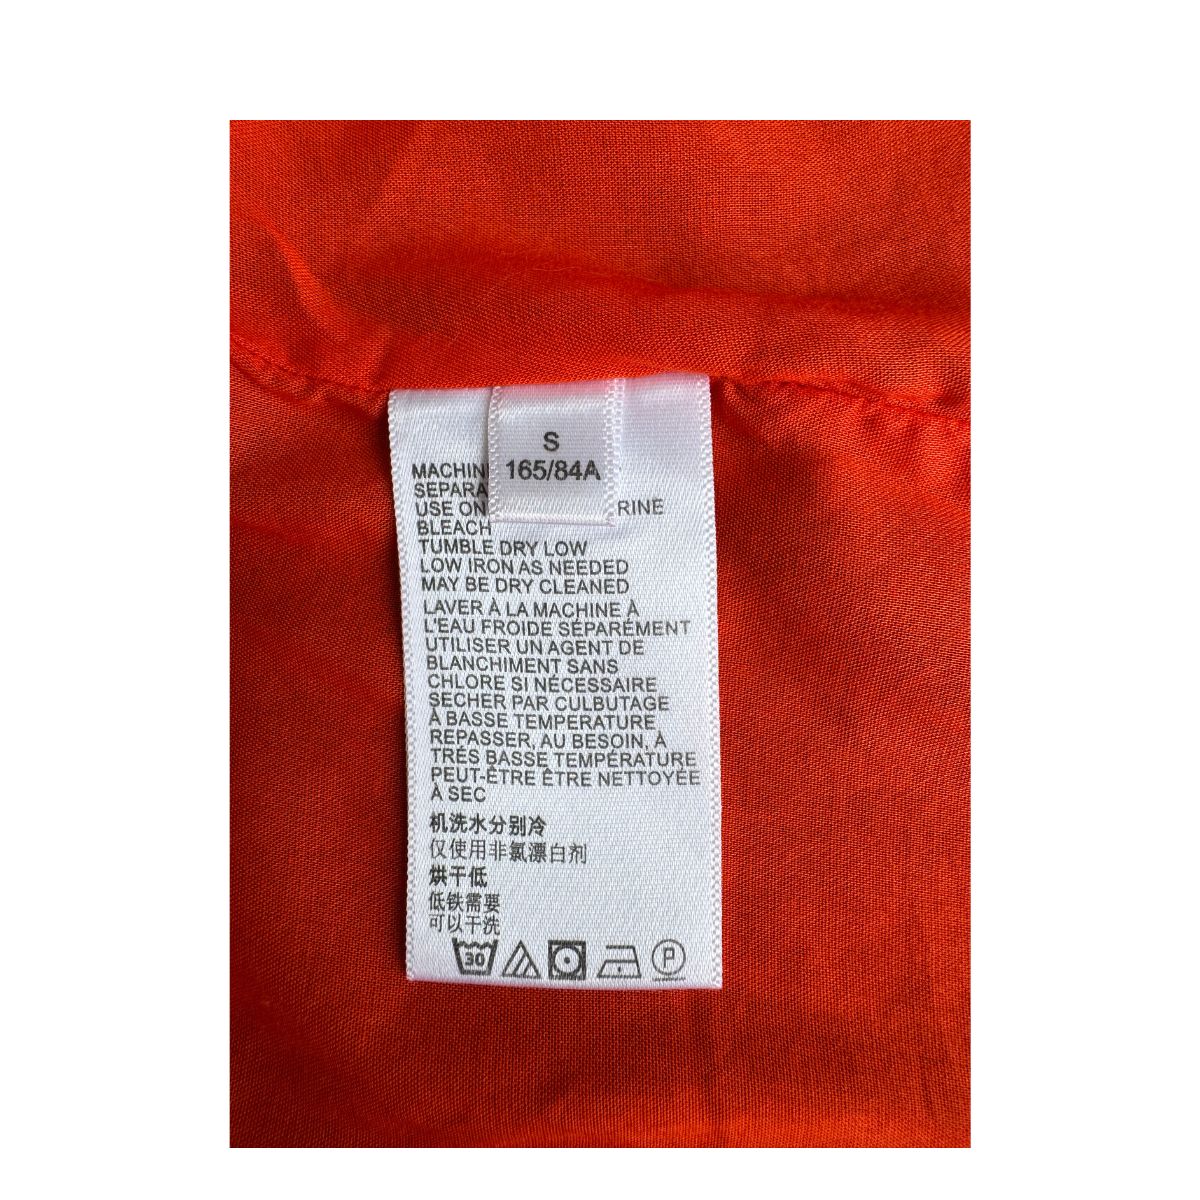 S
165/84A
MACHIN
SEPARA
USE ON RINE
BLEACH
TUMBLE DRY LOW
LOW IRON AS NEEDED
MAY BE DRY CLEANED
LAVER À LA MACHINE À
L'EAU FROIDE SÉPARÉMENT
UTILISER UN AGENT DE
BLANCHIMENT SANS
CHLORE SI NÉCESSAIRE
SECHER PAR CULBUTAGE
À BASSE TEMPERATURE
REPASSER, AU BESOIN, À
TRÉS BASSE TEMPÉRATURE
PEUT-ÊTRE ÊTRE NETTOYÉE
À SEC
机洗水分别冷
仅使用非氯漂白剂
烘干低
低铁需要
可以干洗
30 P